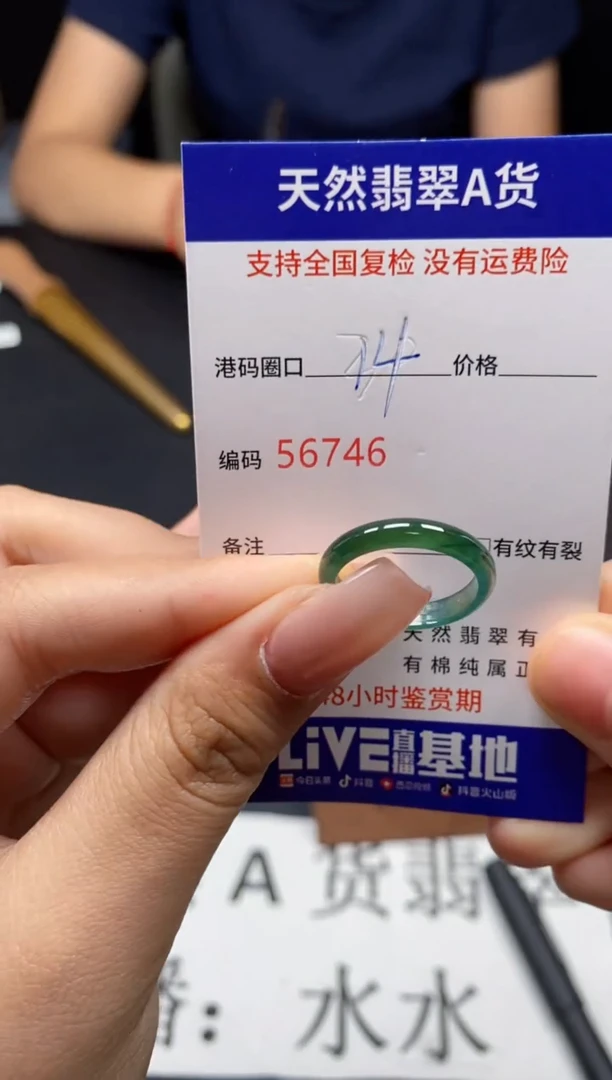 天然翡翠A货
支持全国复检 没有运费险
港码圈口 14 价格
编码 56746
备注 有纹有裂
天然翡翠有
有棉纯属正
48小时鉴赏期
LiVE直播基地
今日头条 抖音 西瓜视频 抖音火山版
A货翡翠
播：水水